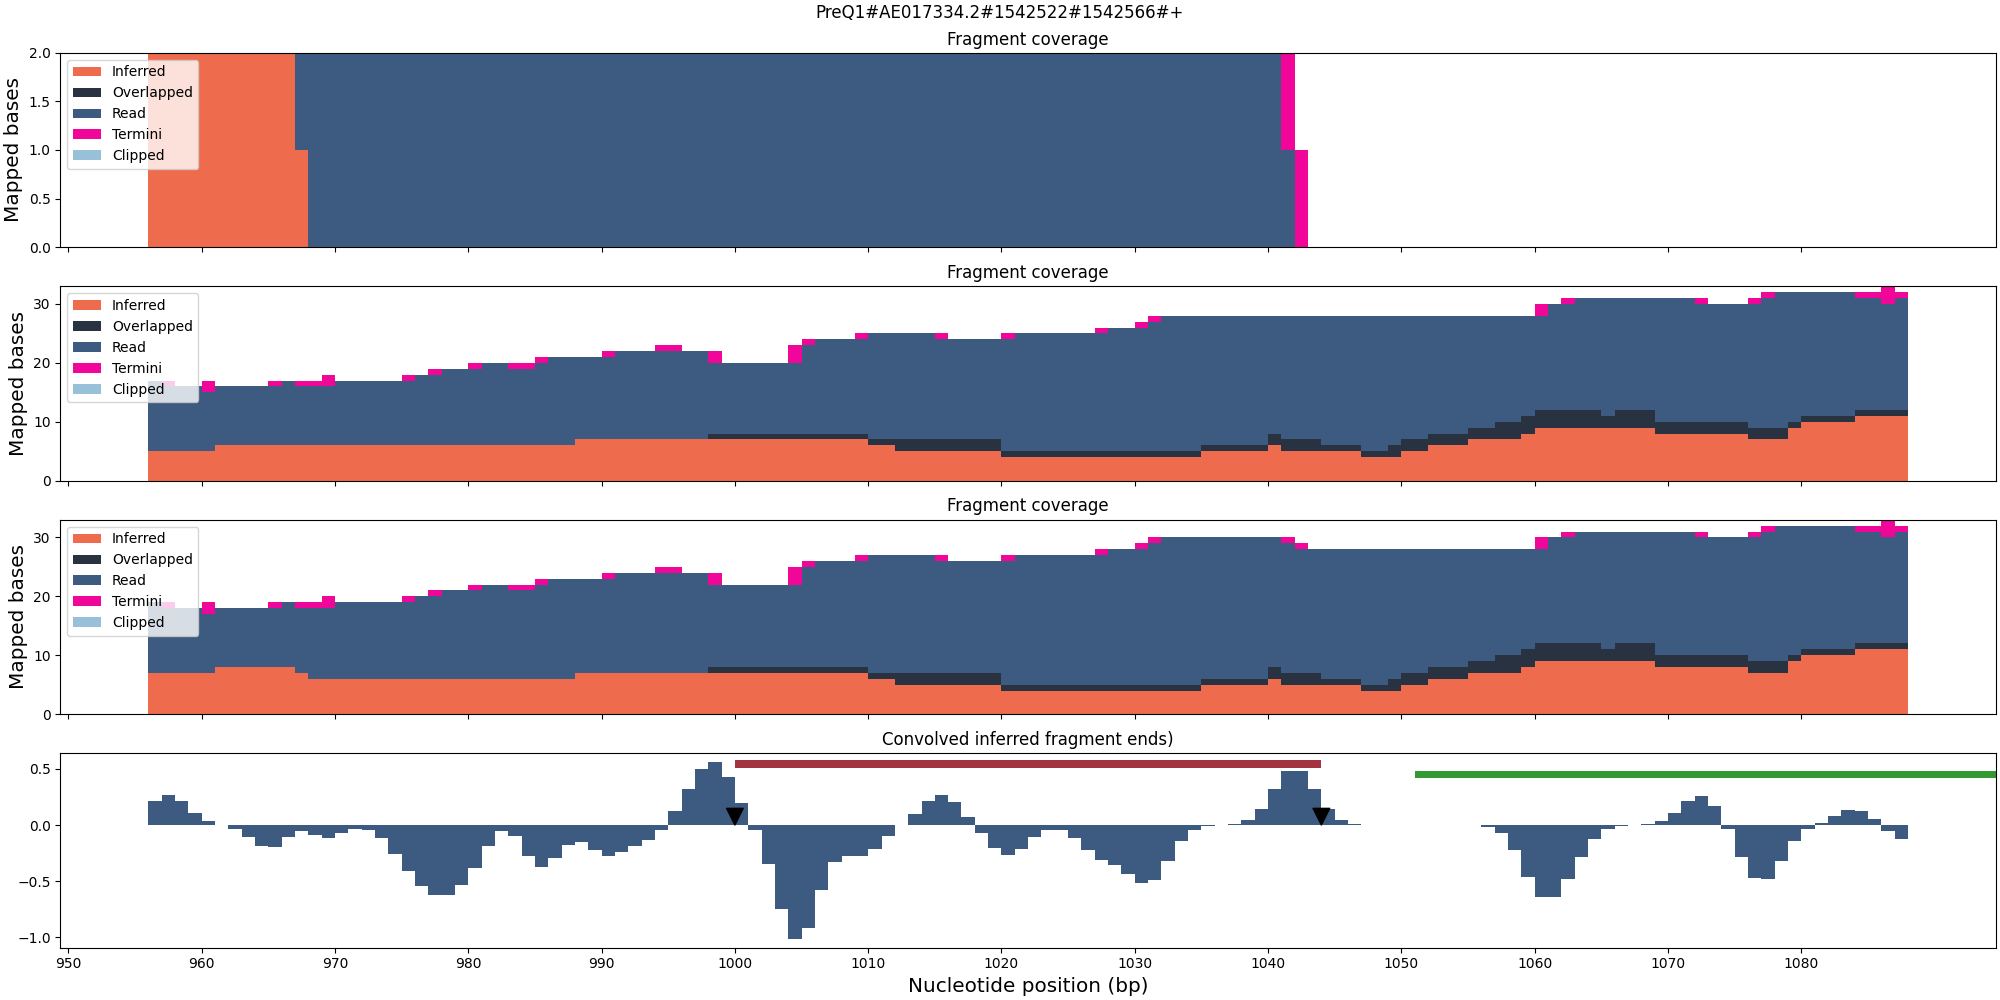 PreQ1#AE017334.2#1542522#1542566#+
Fragment coverage
Mapped bases
2.0
1.5
1.0
0.5
0.0
Inferred
Overlapped
Read
Termini
Clipped
Fragment coverage
Mapped bases
30
20
10
0
Inferred
Overlapped
Read
Termini
Clipped
Fragment coverage
Mapped bases
30
20
10
0
Inferred
Overlapped
Read
Termini
Clipped
Convolved inferred fragment ends)
0.5
0.0
−0.5
−1.0
950 960 970 980 990 1000 1010 1020 1030 1040 1050 1060 1070 1080
Nucleotide position (bp)